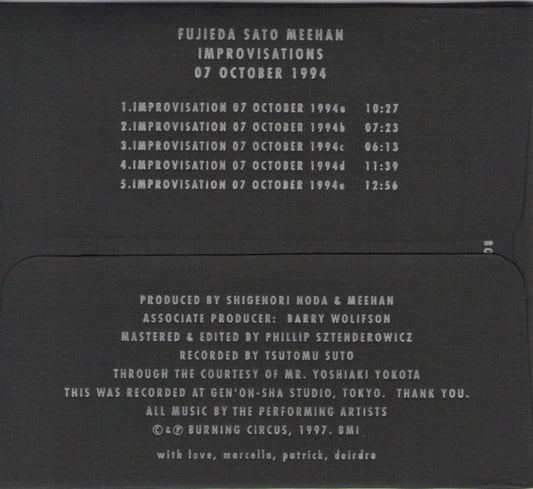 FUJIEDA SATO MEEHAN
IMPROVISATIONS
07 OCTOBER 1994
1.IMPROVISATION 07 OCTOBER 1994a 10:27
2.IMPROVISATION 07 OCTOBER 1994b 07:23
3.IMPROVISATION 07 OCTOBER 1994c 06:13
4.IMPROVISATION 07 OCTOBER 1994d 11:39
5.IMPROVISATION 07 OCTOBER 1994e 12:56
PRODUCED BY SHIGENORI NODA & MEEHAN
ASSOCIATE PRODUCER: BARRY WOLIFSON
MASTERED & EDITED BY PHILLIP SZTENDEROWICZ
RECORDED BY TSUTOMU SUTO
THROUGH THE COURTESY OF MR. YOSHIAKI YOKOTA
THIS WAS RECORDED AT GEN'ON-SHA STUDIO, TOKYO. THANK YOU.
ALL MUSIC BY THE PERFORMING ARTISTS
©&℗ BURNING CIRCUS, 1997. BMI
with love, marcella, patrick, deirdre